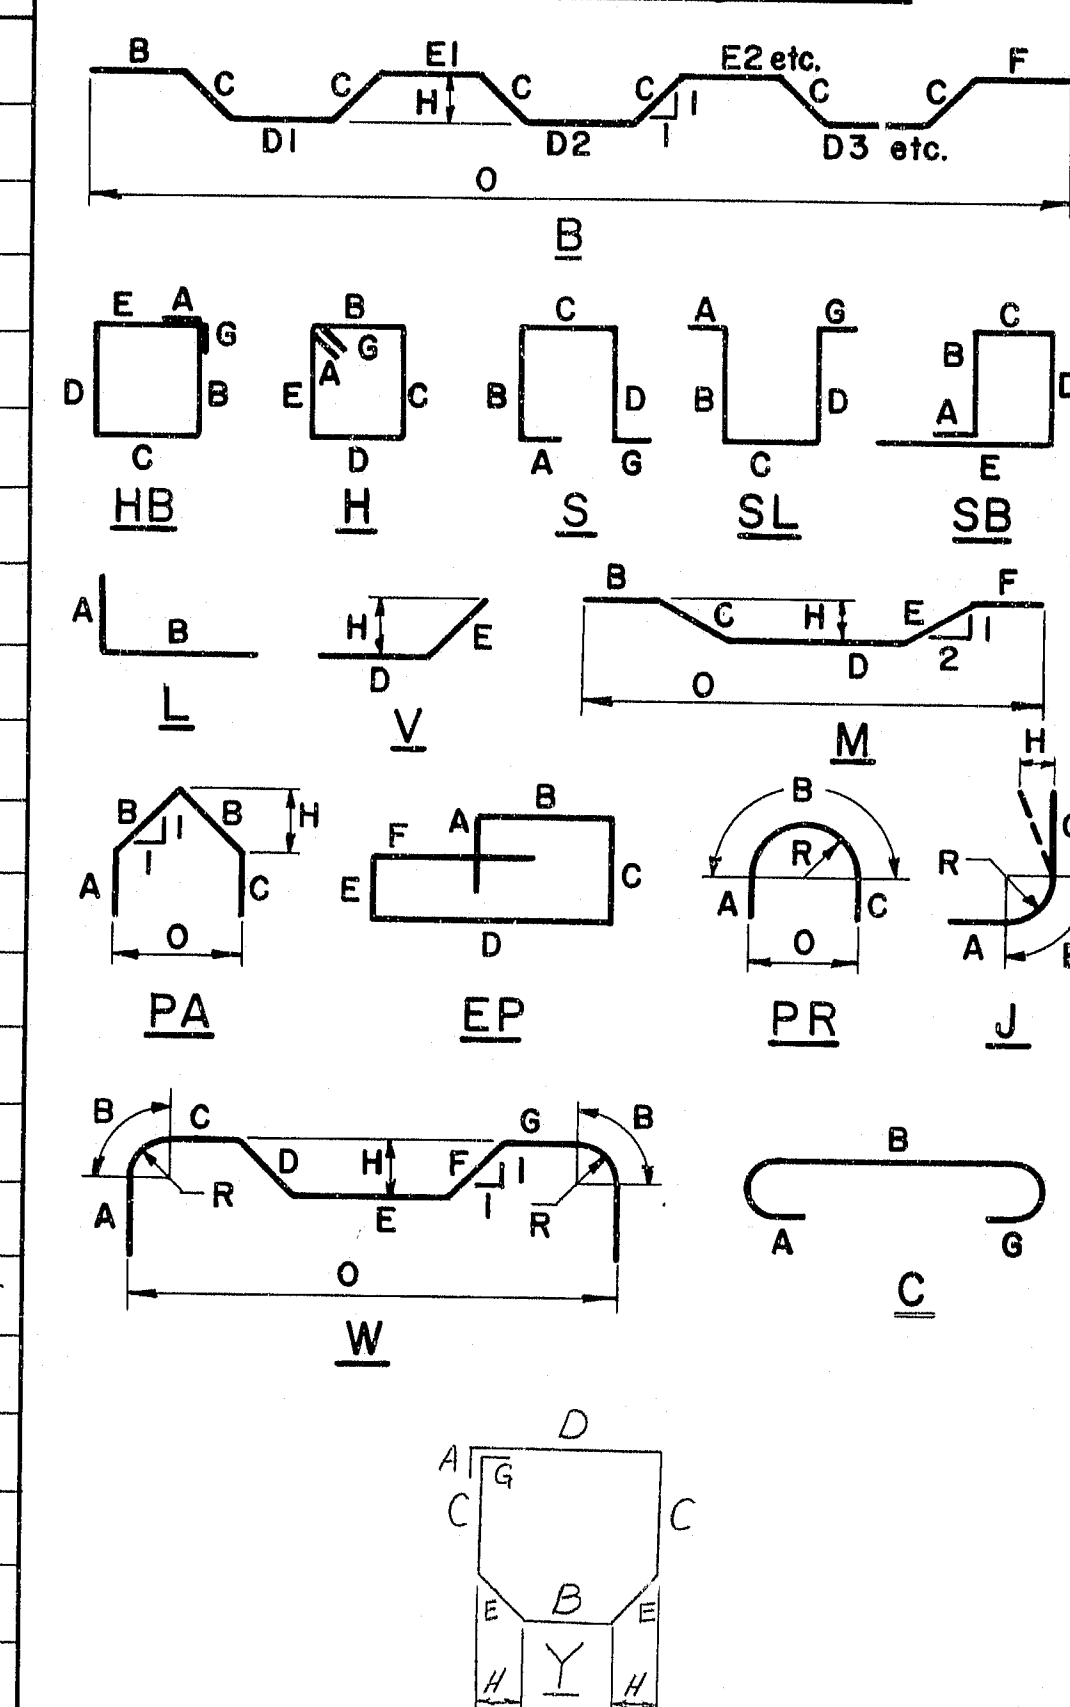 B C C E1 C C E2 etc. C C F
H 1
D1 D2 1 D3 etc.
O
B
E A B C A G C
G G B
D B A E C B D B D A
C D A G C E
HB H S SL SB
B F
A B H E C H E 1
D D 2
O
L V M
H
B B H B B
1 F A R R
1
A C E C A C A
O D O
PA EP PR J
B C G B
D H F 1 B
A R E 1 R
A G
O
C
W
D
A G
C C
E B E
H Y H